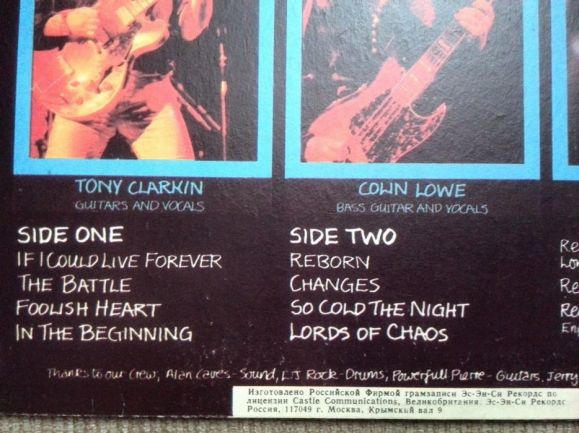 TONY CLARKIN
GUITARS AND VOCALS
COLIN LOWE
BASS GUITAR AND VOCALS
SIDE ONE
IF I COULD LIVE FOREVER
THE BATTLE
FOOLISH HEART
IN THE BEGINNING
SIDE TWO
REBORN
CHANGES
SO COLD THE NIGHT
LORDS OF CHAOS
Thanks to our Crew, Alan Caves - Sound, L.J Rock - Drums, Powerfull Pierre - Guitars, Jerry
Изготовлено Российской Фирмой грамзаписи Эс-Эн-Си Рекордс по
лицензии Castle Communications, Великобритания. Эс-Эн-Си Рекордс
Россия, 117049 г. Москва, Крымский вал 9